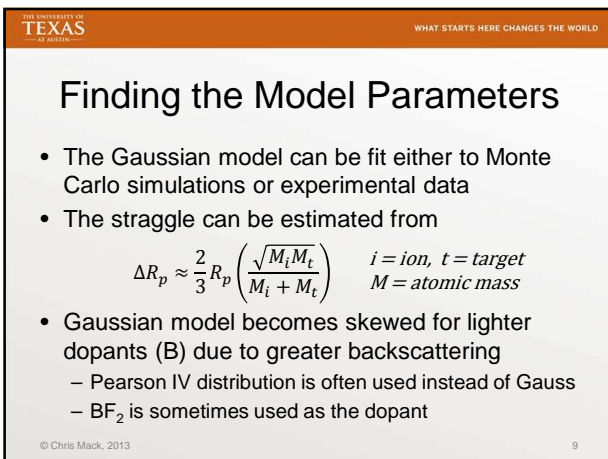 THE UNIVERSITY OF
TEXAS
AT AUSTIN
WHAT STARTS HERE CHANGES THE WORLD
Finding the Model Parameters
• The Gaussian model can be fit either to Monte
Carlo simulations or experimental data
• The straggle can be estimated from
ΔR_p ≈ 2/3 R_p (√(M_i M_t) / (M_i + M_t))   i = ion, t = target
M = atomic mass
• Gaussian model becomes skewed for lighter
dopants (B) due to greater backscattering
– Pearson IV distribution is often used instead of Gauss
– BF₂ is sometimes used as the dopant
© Chris Mack, 2013   9